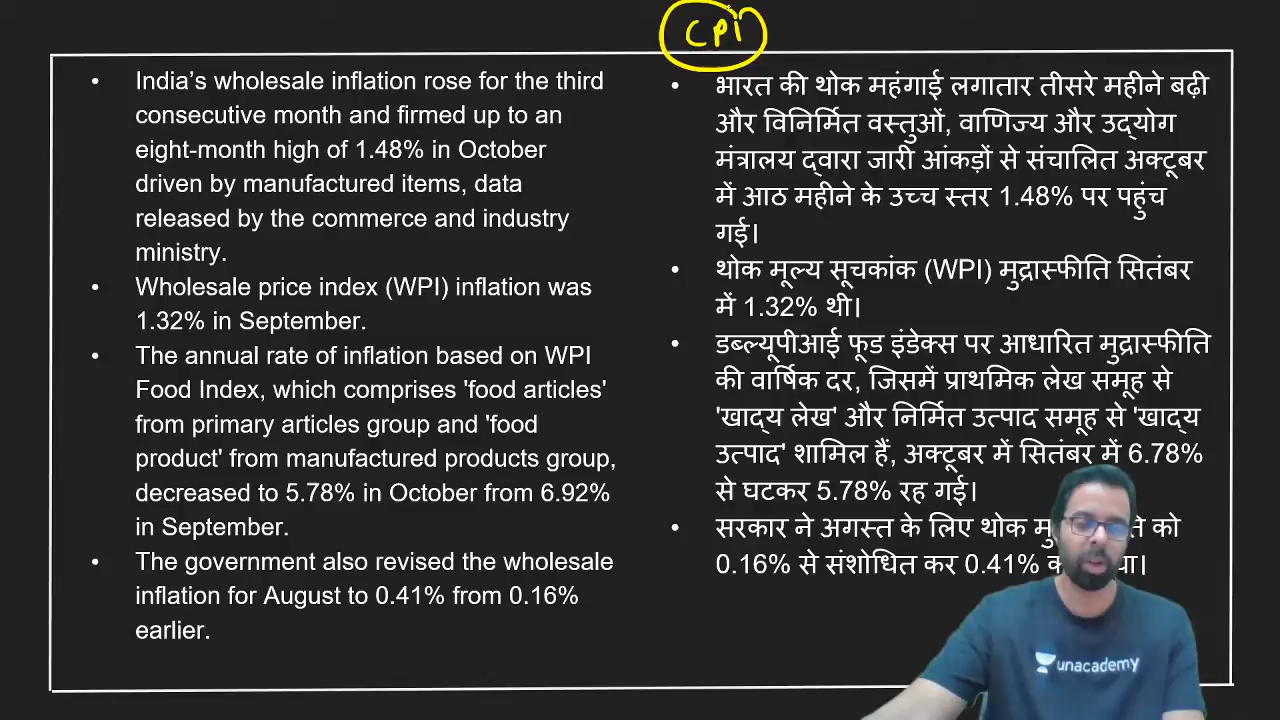 CPI
• India's wholesale inflation rose for the third
consecutive month and firmed up to an
eight-month high of 1.48% in October
driven by manufactured items, data
released by the commerce and industry
ministry.
• Wholesale price index (WPI) inflation was
1.32% in September.
• The annual rate of inflation based on WPI
Food Index, which comprises 'food articles'
from primary articles group and 'food
product' from manufactured products group,
decreased to 5.78% in October from 6.92%
in September.
• The government also revised the wholesale
inflation for August to 0.41% from 0.16%
earlier.
• भारत की थोक महंगाई लगातार तीसरे महीने बढ़ी
और विनिर्मित वस्तुओं, वाणिज्य और उद्योग
मंत्रालय द्वारा जारी आंकड़ों से संचालित अक्टूबर
में आठ महीने के उच्च स्तर 1.48% पर पहुंच
गई।
• थोक मूल्य सूचकांक (WPI) मुद्रास्फीति सितंबर
में 1.32% थी।
• डब्ल्यूपीआई फूड इंडेक्स पर आधारित मुद्रास्फीति
की वार्षिक दर, जिसमें प्राथमिक लेख समूह से
'खाद्य लेख' और निर्मित उत्पाद समूह से 'खाद्य
उत्पाद' शामिल हैं, अक्टूबर में सितंबर में 6.78%
से घटकर 5.78% रह गई।
• सरकार ने अगस्त के लिए थोक को
0.16% से संशोधित कर 0.41%
unacademy